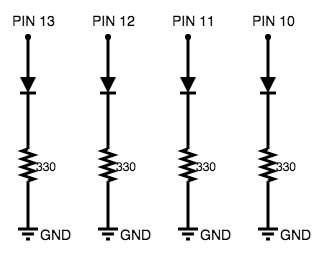 PIN 13 PIN 12 PIN 11 PIN 10
330 330 330 330
GND GND GND GND